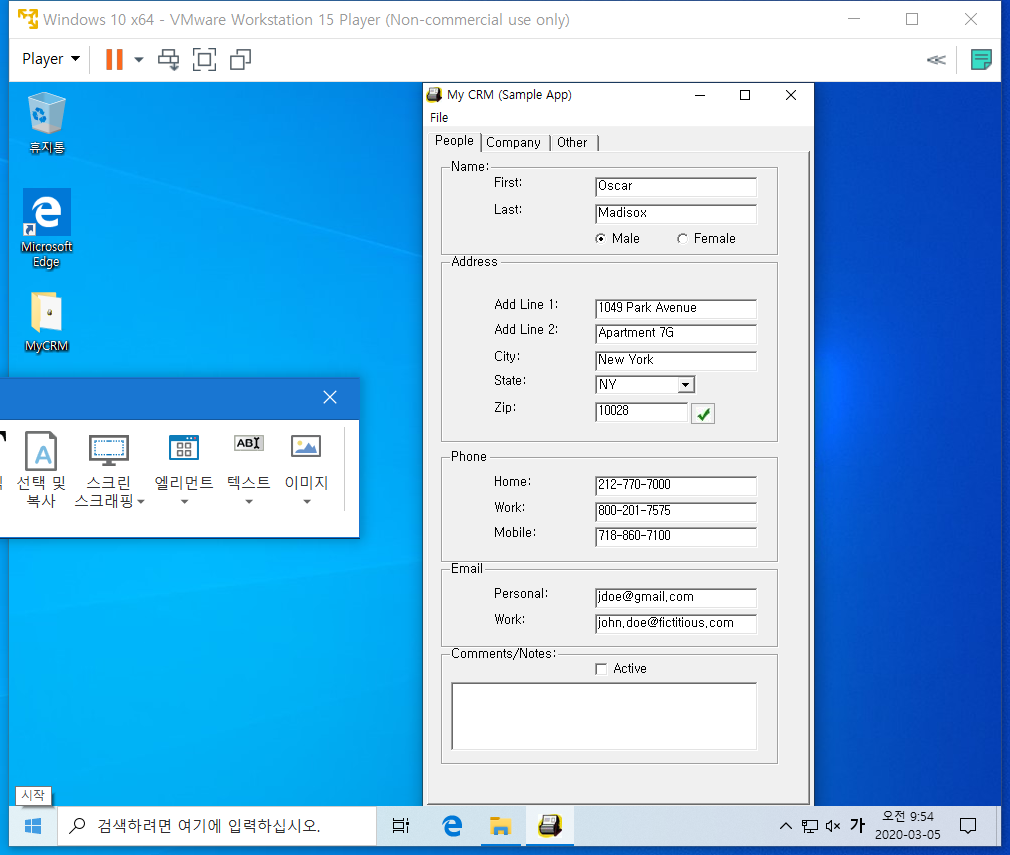 Windows 10 x64 - VMware Workstation 15 Player (Non-commercial use only)
Player
휴지통
Microsoft
Edge
MyCRM
선택 및
복사
스크린
스크래핑
엘리먼트
텍스트
이미지
ABI
My CRM (Sample App)
File
People
Company
Other
Name:
First:
Oscar
Last:
Madisox
Male
Female
Address
Add Line 1:
1049 Park Avenue
Add Line 2:
Apartment 7G
City:
New York
State:
NY
Zip:
10028
Phone
Home:
212-770-7000
Work:
800-201-7575
Mobile:
718-860-7100
Email
Personal:
jdoe@gmail.com
Work:
john.doe@fictitious.com
Comments/Notes:
Active
시작
검색하려면 여기에 입력하십시오.
가
오전 9:54
2020-03-05